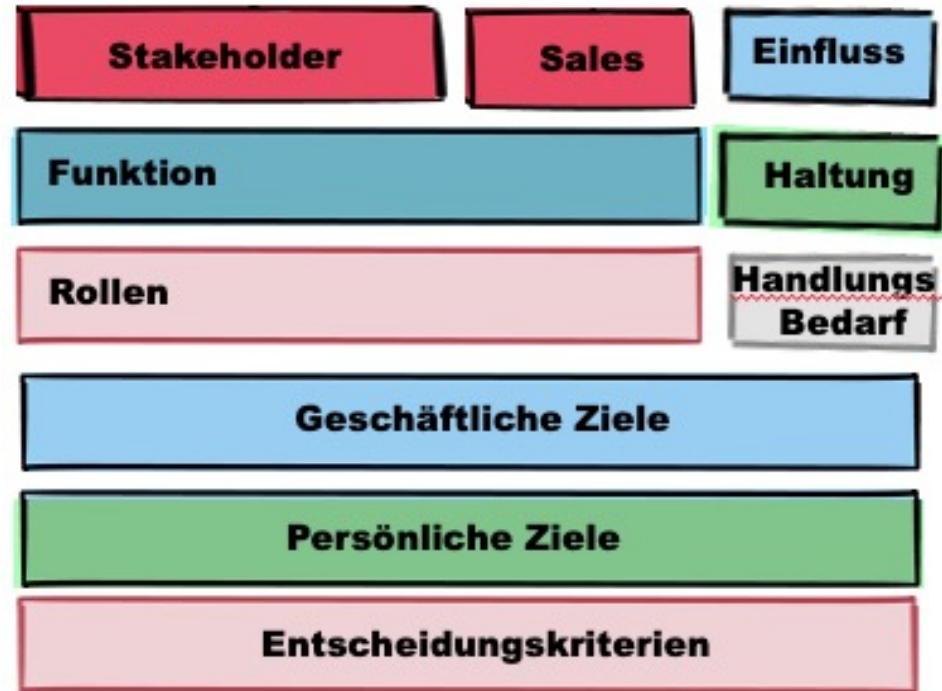 Stakeholder
Sales
Einfluss
Funktion
Haltung
Rollen
Handlungs
Bedarf
Geschäftliche Ziele
Persönliche Ziele
Entscheidungskriterien